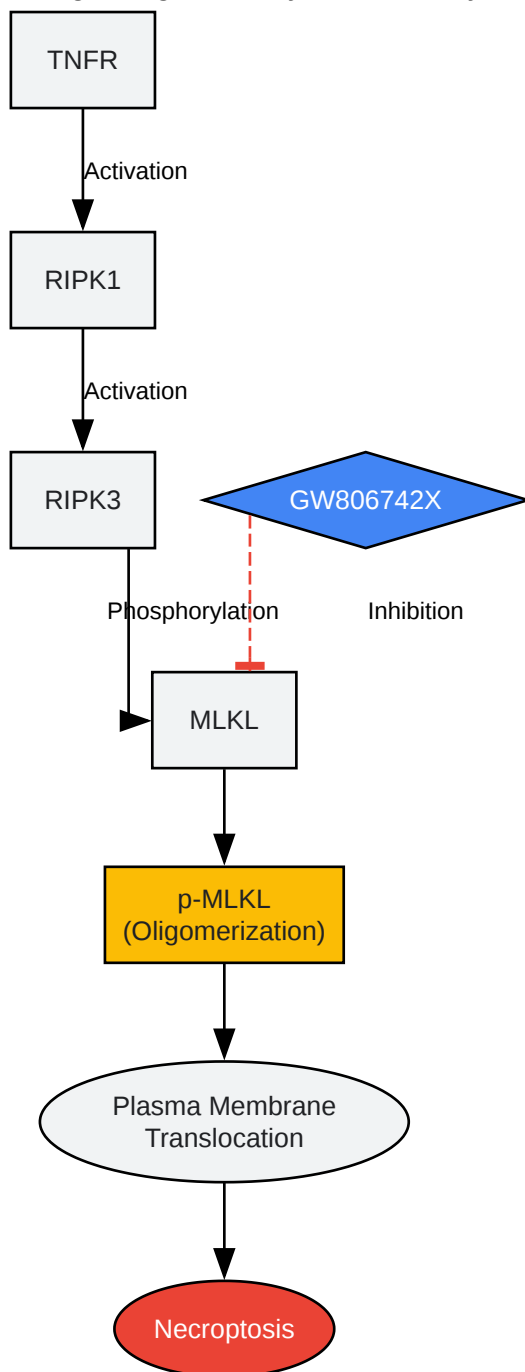 TNFR
Activation
RIPK1
Activation
RIPK3
GW806742X
Phosphorylation
Inhibition
MLKL
p-MLKL
(Oligomerization)
Plasma Membrane
Translocation
Necroptosis